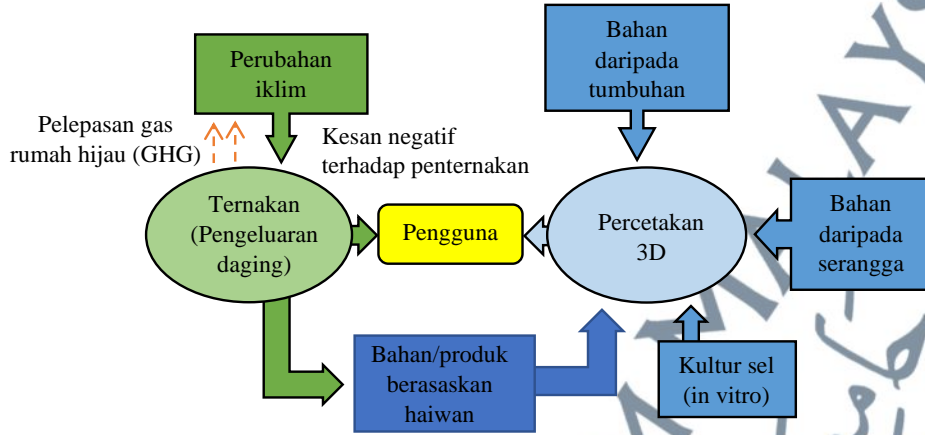 Perubahan
iklim
Bahan
daripada
tumbuhan
Pelepasan gas
rumah hijau (GHG)
Kesan negatif
terhadap penternakan
Ternakan
(Pengeluaran
daging)
Pengguna
Percetakan
3D
Bahan
daripada
serangga
Bahan/produk
berasaskan
haiwan
Kultur sel
(in vitro)